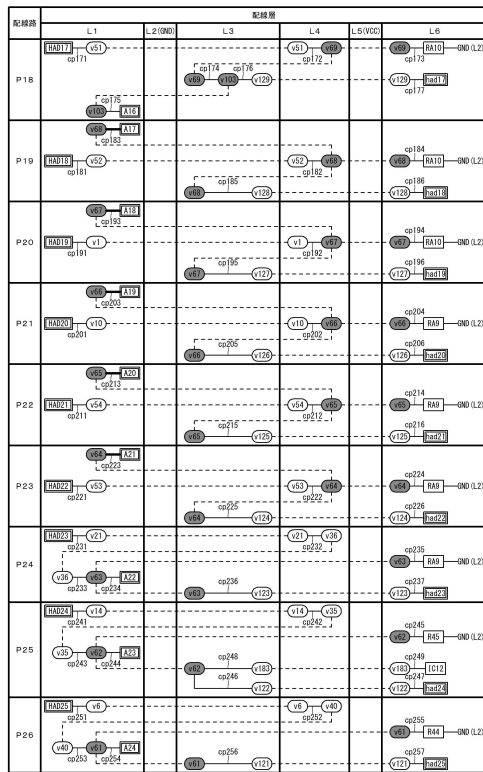 配線路 配線層
L1 L2(GND) L3 L4 L5(VCC) L6
P18
HAD17 v51 v51 v69 v69 RA10 GND(L2)
cp171 cp172 cp173
cp174 cp176
v69 v103 v129 v129 had17
cp175 cp177
v103 A16
P19
v68 A17
cp183
HAD18 v52 v52 v68 v68 RA10 GND(L2)
cp181 cp182 cp184
cp185 cp186
v68 v128 v128 had18
P20
v67 A18
cp193
HAD19 v1 v1 v67 v67 RA10 GND(L2)
cp191 cp192 cp194
cp195 cp196
v67 v127 v127 had19
P21
v66 A19
cp203
HAD20 v10 v10 v66 v66 RA9 GND(L2)
cp201 cp202 cp204
cp205 cp206
v66 v126 v126 had20
P22
v65 A20
cp213
HAD21 v54 v54 v65 v65 RA9 GND(L2)
cp211 cp212 cp214
cp215 cp216
v65 v125 v125 had21
P23
v64 A21
cp223
HAD22 v53 v53 v64 v64 RA9 GND(L2)
cp221 cp222 cp224
cp225 cp226
v64 v124 v124 had22
P24
HAD23 v21 v21 v36
cp231 cp232 cp235
v63 RA9 GND(L2)
v36 v63 A22
cp233 cp234 cp236 cp237
v63 v123 v123 had23
P25
HAD24 v14 v14 v35
cp241 cp242 cp245
v62 R45 GND(L2)
v35 v62 A23
cp243 cp244 cp248 cp249
v62 v183 v183 IC12
cp246 cp247
v122 v122 had24
P26
HAD25 v6 v6 v40
cp251 cp252 cp255
v61 R44 GND(L2)
v40 v61 A24
cp253 cp254 cp256 cp257
v61 v121 v121 had25